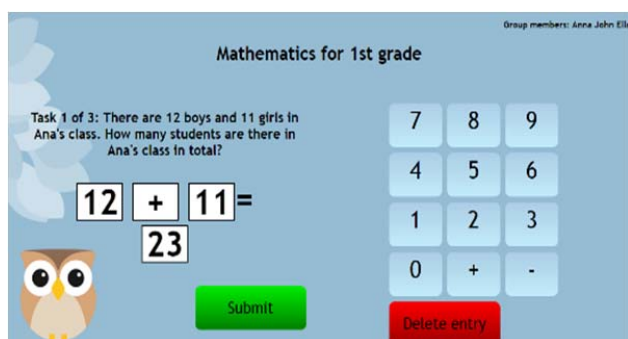 Group members: Anna John Ell
Mathematics for 1st grade
Task 1 of 3: There are 12 boys and 11 girls in
Ana's class. How many students are there in
Ana's class in total?
12 + 11 =
23
Submit
7 8 9
4 5 6
1 2 3
0 + -
Delete entry